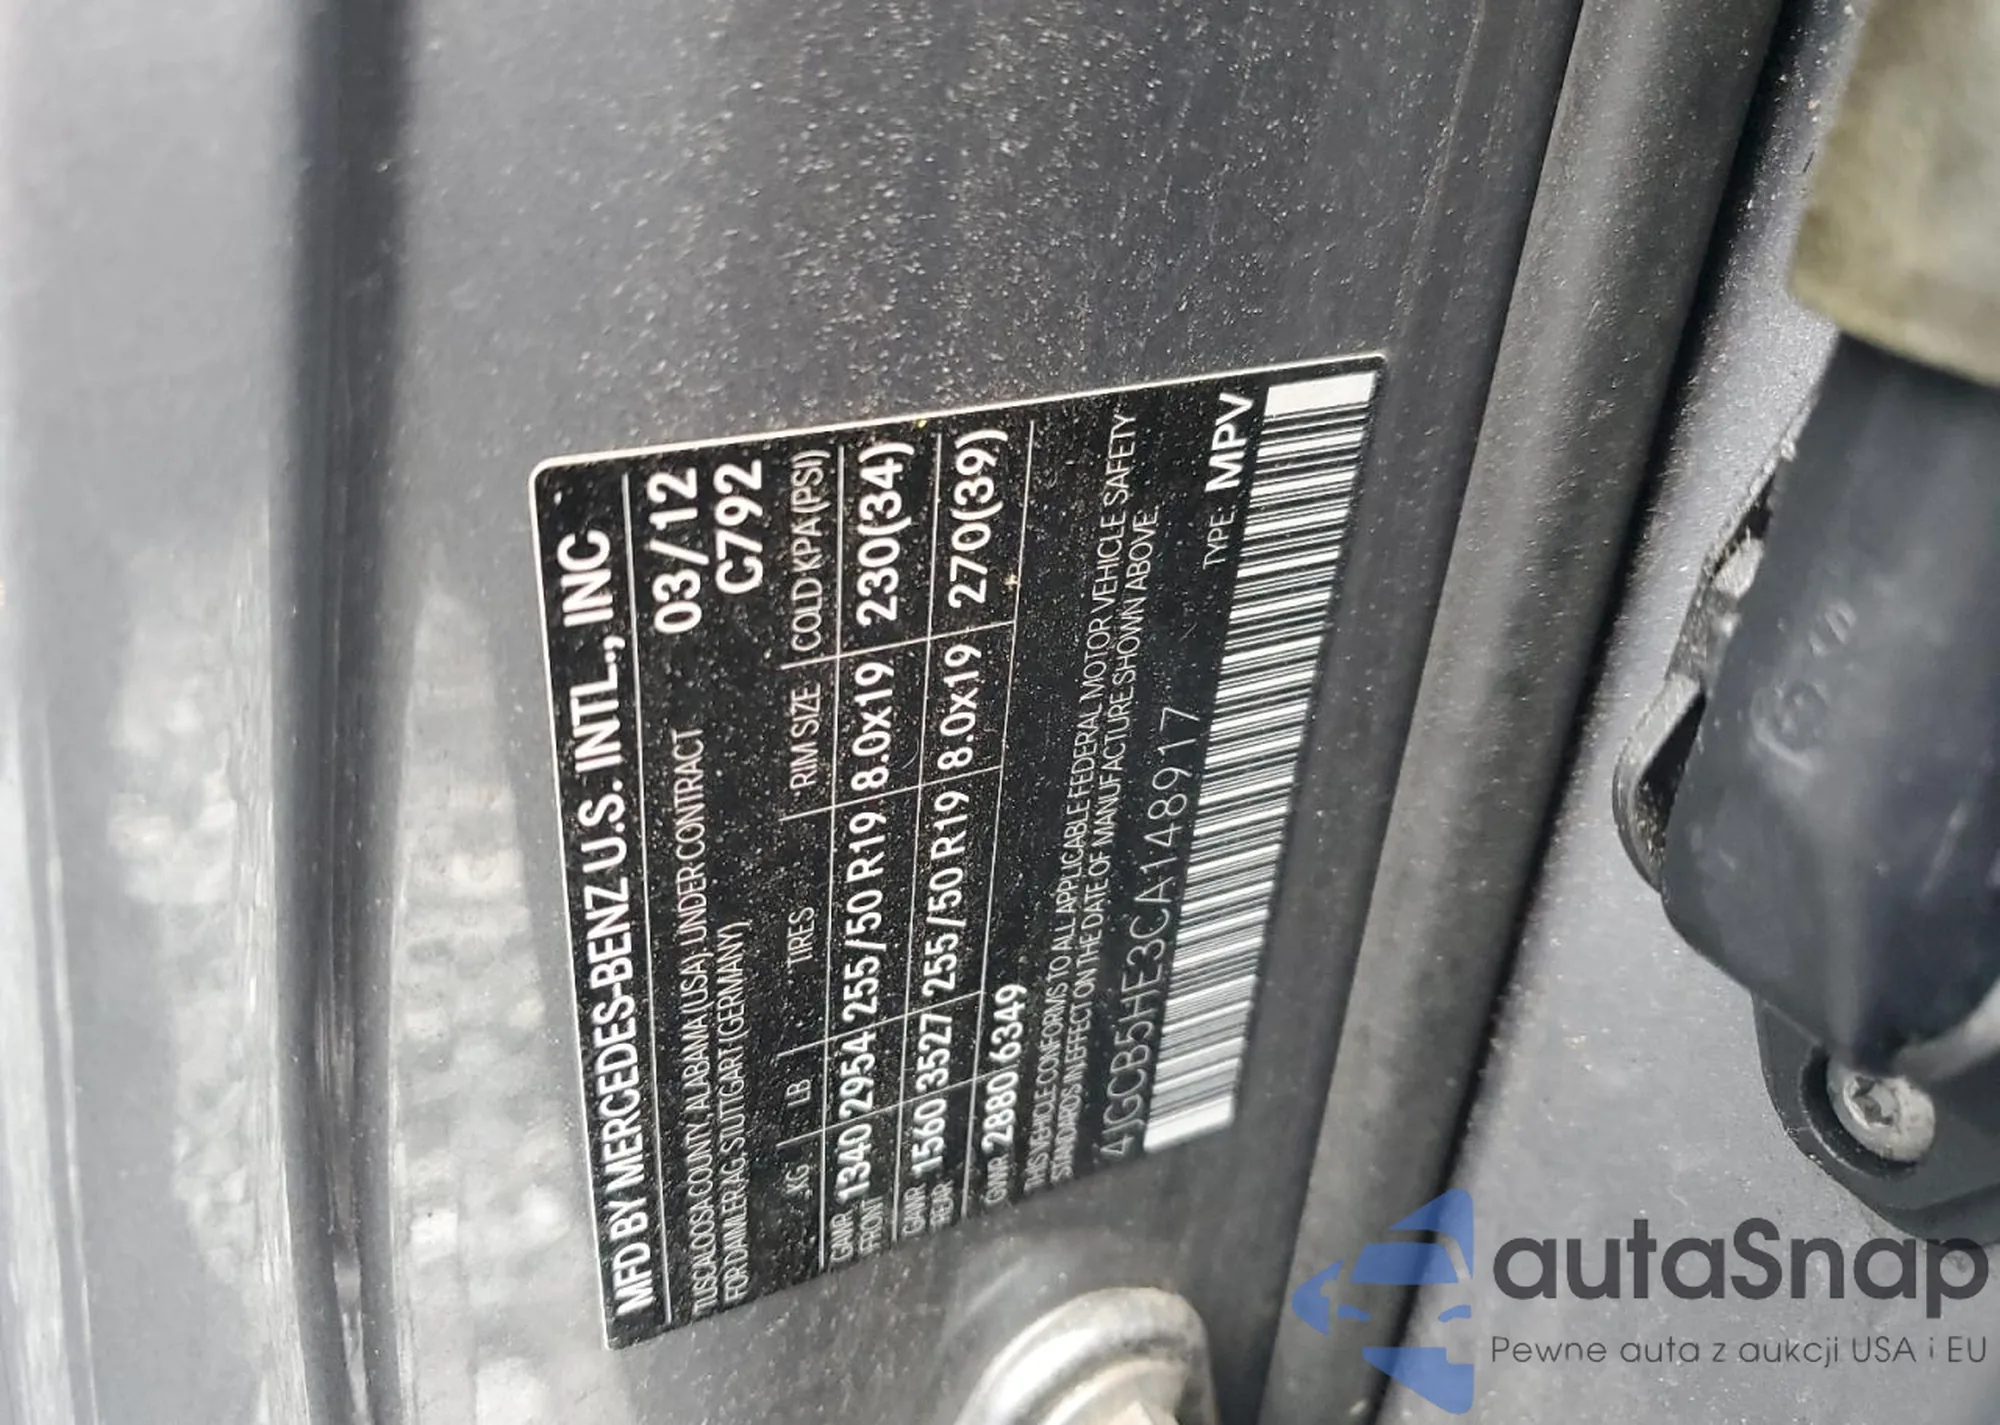 MFD BY MERCEDES-BENZ U.S. INTL., INC
TUSCALOOSA COUNTY, ALABAMA (USA), UNDER CONTRACT 03/12
FOR DAIMLER AG, STUTTGART (GERMANY) C792
KG LB TIRES RIM SIZE COLD KPA(PSI)
GAWR FRONT 1340 2954 255/50 R19 8.0x19 230(34)
GAWR REAR 1560 3527 255/50 R19 8.0x19 270(39)
GWR 2880 6349
THIS VEHICLE CONFORMS TO ALL APPLICABLE FEDERAL MOTOR VEHICLE SAFETY
STANDARDS IN EFFECT ON THE DATE OF MANUFACTURE SHOWN ABOVE.
4JGCB5HE3CA148917 TYPE: MPV
autaSnap
Pewne auta z aukcji USA i EU